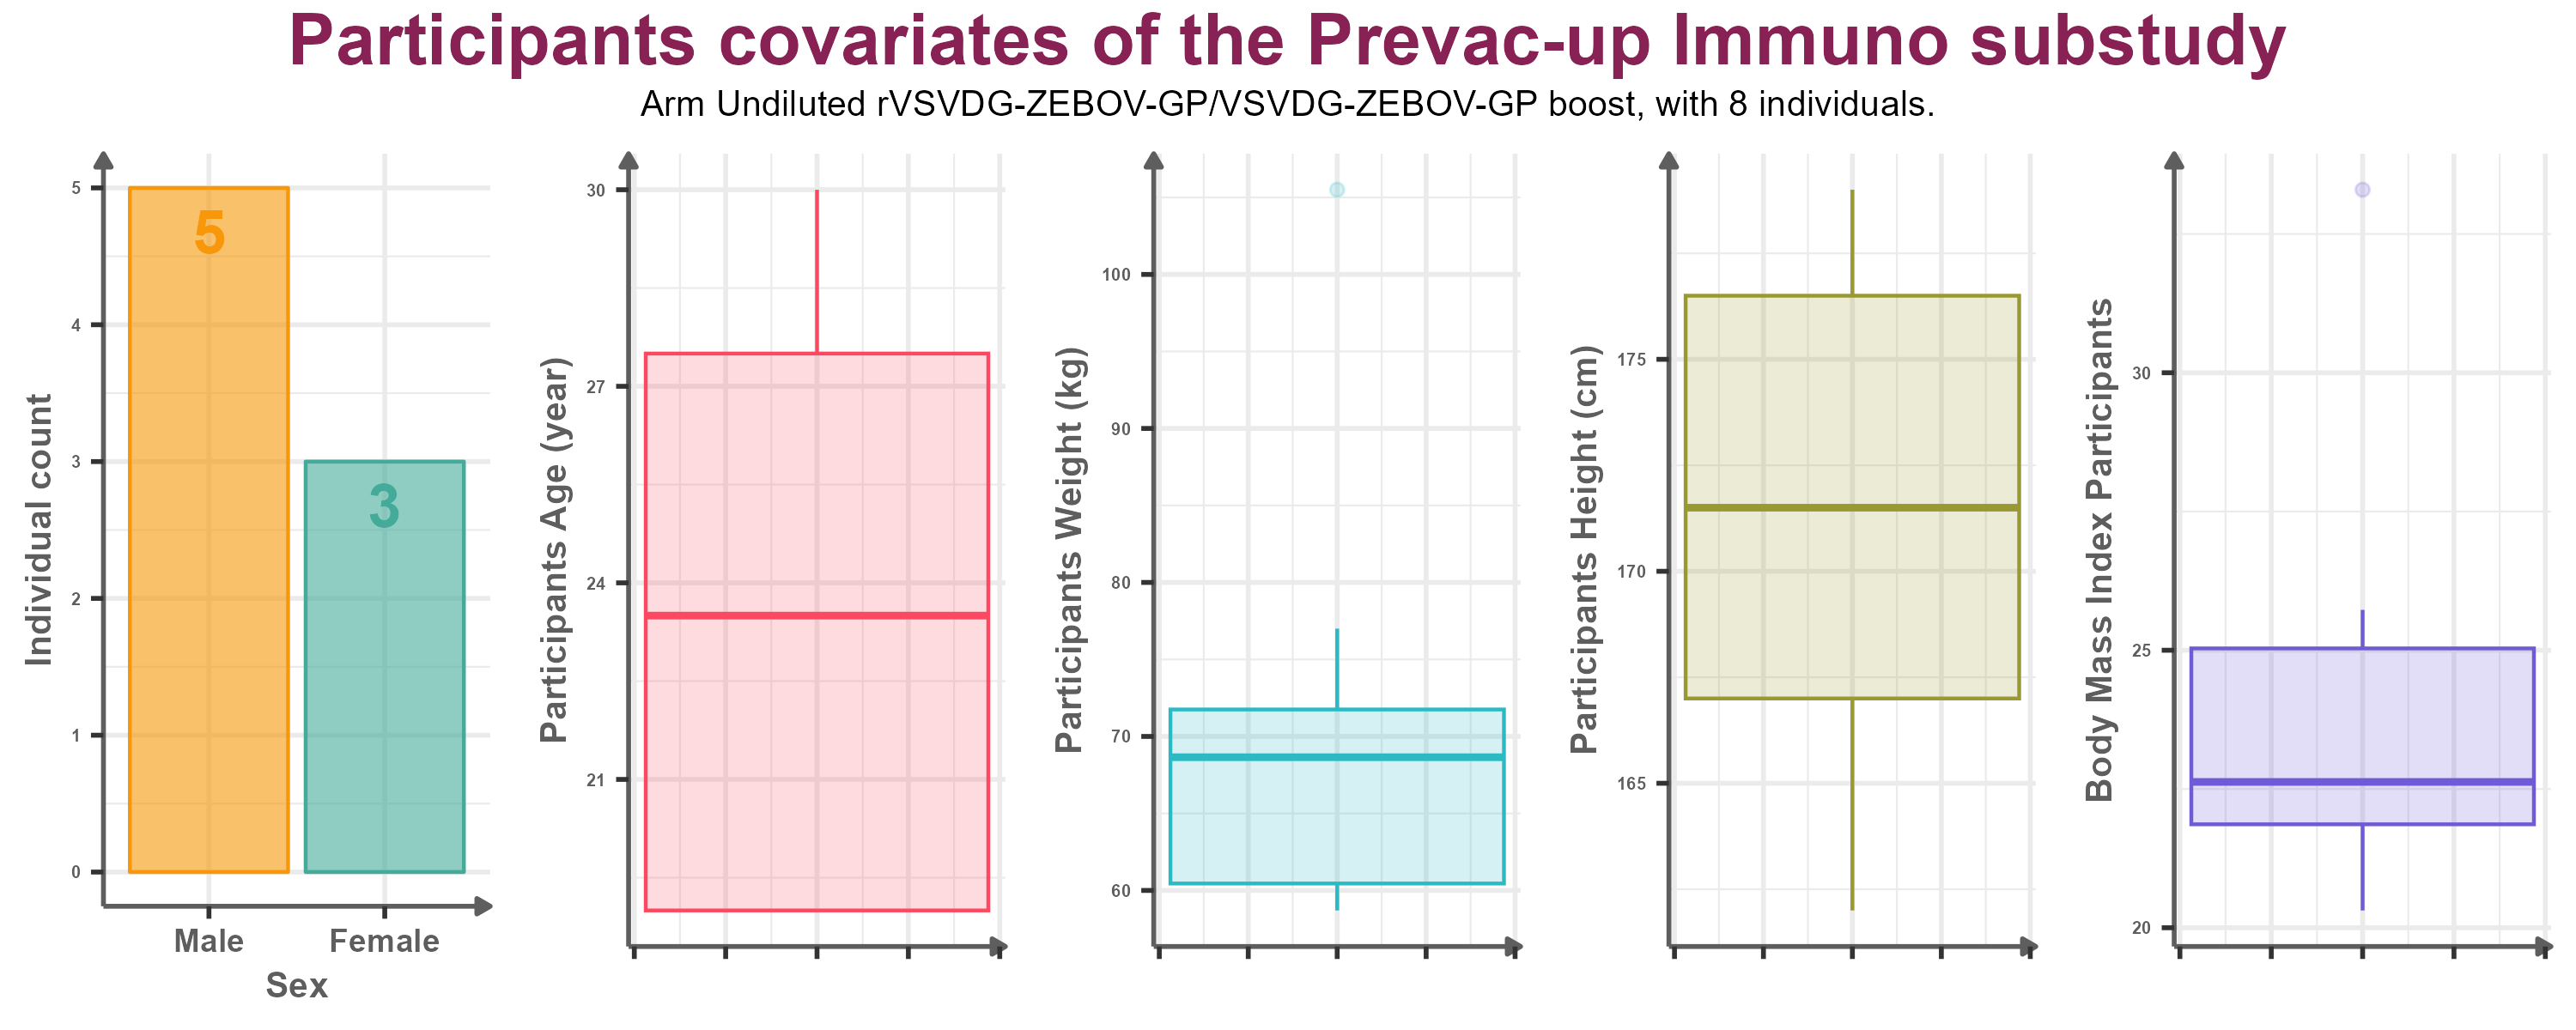 Participants covariates of the Prevac-up Immuno substudy
Arm Undiluted rVSVDG-ZEBOV-GP/VSVDG-ZEBOV-GP boost, with 8 individuals.
Individual count
5
4
3
2
1
0
5
3
Male
Female
Sex
Participants Age (year)
30
27
24
21
Participants Weight (kg)
100
90
80
70
60
Participants Height (cm)
175
170
165
Body Mass Index Participants
30
25
20